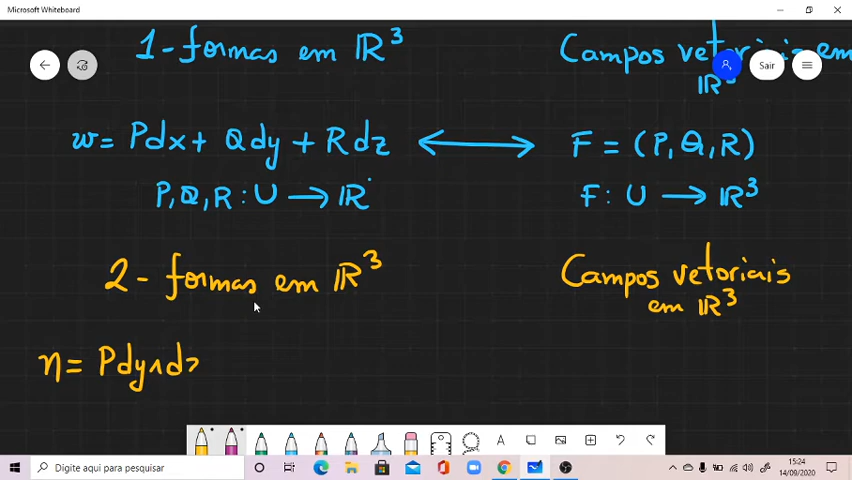 Microsoft Whiteboard
1-formas em ℝ³
Campos vetoriais em
ℝ³
Sair
w = Pdx + Qdy + Rdz ⟷ F = (P, Q, R)
P, Q, R : U → ℝ
F : U → ℝ³
2-formas em ℝ³
Campos vetoriais
em ℝ³
η = Pdy∧dz
A
Digite aqui para pesquisar
15:24
14/09/2020